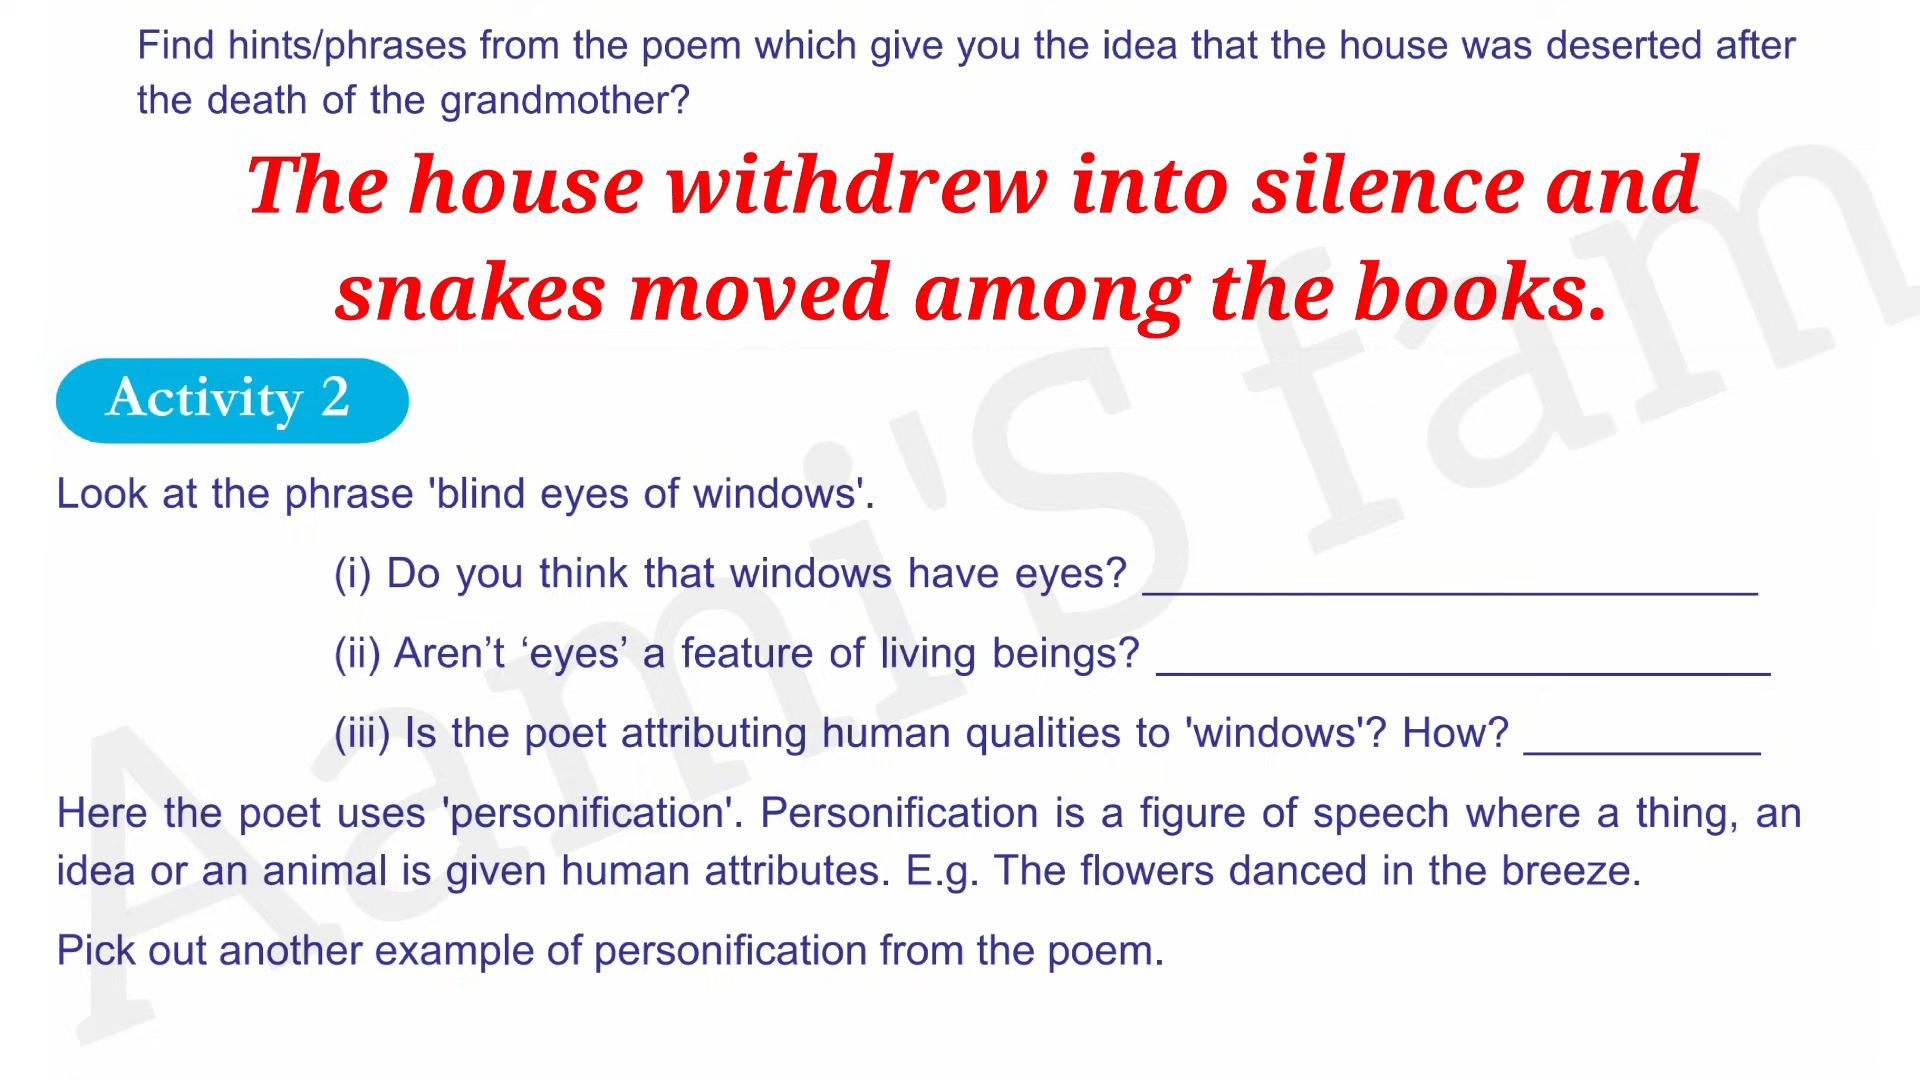 Find hints/phrases from the poem which give you the idea that the house was deserted after
the death of the grandmother?
The house withdrew into silence and
snakes moved among the books.
Activity 2
Look at the phrase 'blind eyes of windows'.
(i) Do you think that windows have eyes? ____________________
(ii) Aren’t ‘eyes’ a feature of living beings? ____________________
(iii) Is the poet attributing human qualities to 'windows'? How? ________
Here the poet uses 'personification'. Personification is a figure of speech where a thing, an
idea or an animal is given human attributes. E.g. The flowers danced in the breeze.
Pick out another example of personification from the poem.
Aami'S fam